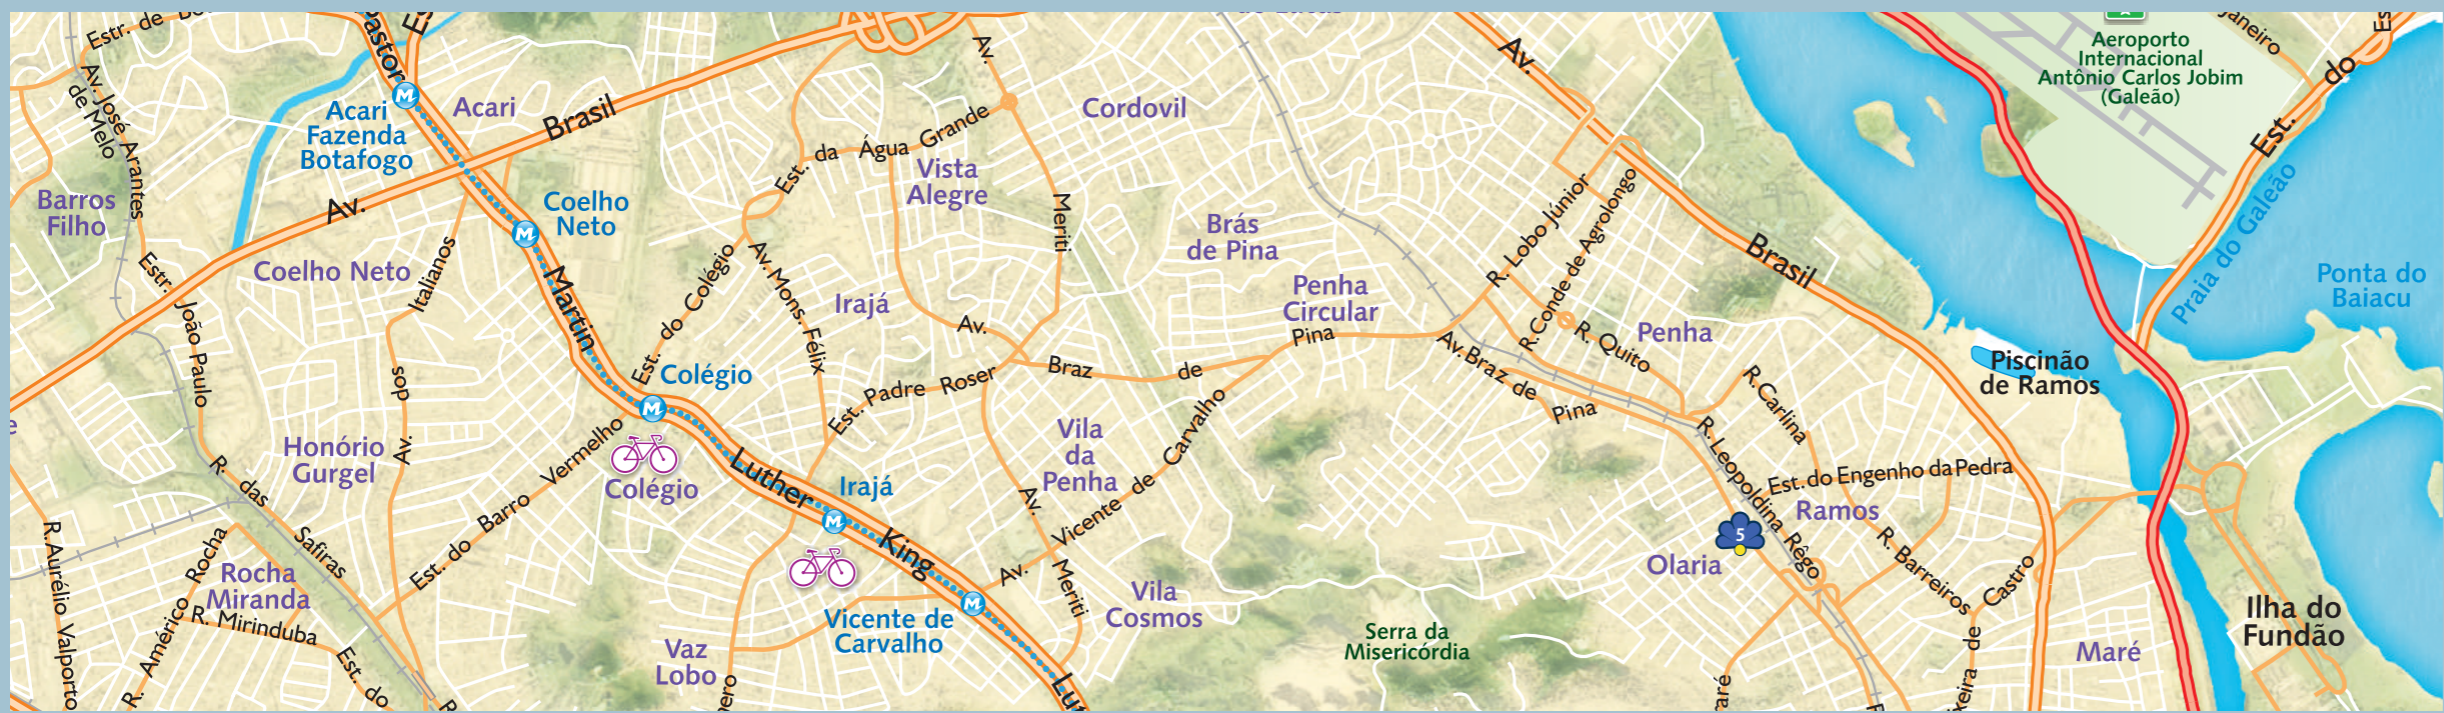 Estr. de
Pastor
Av. José Arantes
de Melo
Acari
Fazenda
Botafogo
Acari
Brasil
Av.
Barros
Filho
Coelho
Neto
Coelho Neto
Italianos
dos
Av.
Estr. João Paulo
Honório
Gurgel
R. das Safiras
R. Aurélio Valporto
Rocha
Miranda
R. Américo Rocha
R. Mirinduba
Est. do
Est. do Barro Vermelho
Martin
Luther
King
Est. do Colégio
Colégio
Colégio
Av. Mons. Félix
Irajá
Irajá
Est. da Água Grande
Vista
Alegre
Av.
Meriti
Cordovil
Brás
de Pina
Penha
Circular
Av. Braz de Pina
Est. Padre Roser
Vila
da
Penha
Av. Meriti
Av. Vicente de Carvalho
Vicente de
Carvalho
Vaz
Lobo
Vila
Cosmos
Serra da
Misericórdia
Av.
Brasil
R. Lobo Júnior
R. Conde de Agrolongo
R. Quito
Penha
Av. Braz de Pina
R. Carlina
R. Leopoldina Rêgo
Est. do Engenho da Pedra
Ramos
5
Olaria
R. Barreiros
Castro
de
Maré
Piscinão
de Ramos
Ilha do
Fundão
Aeroporto
Internacional
Antônio Carlos Jobim
(Galeão)
Est. do
Praia do Galeão
Ponta do
Baiacu
M
M
M
M
M